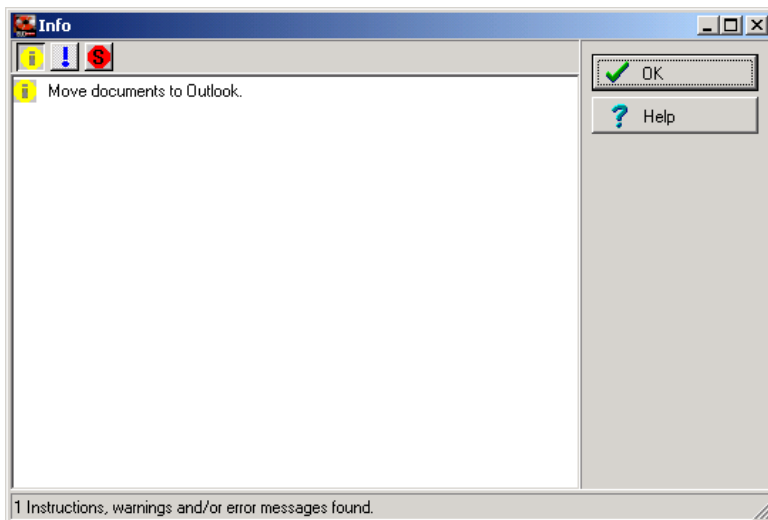 Info
i ! S
OK
i Move documents to Outlook.
? Help
1 Instructions, warnings and/or error messages found.